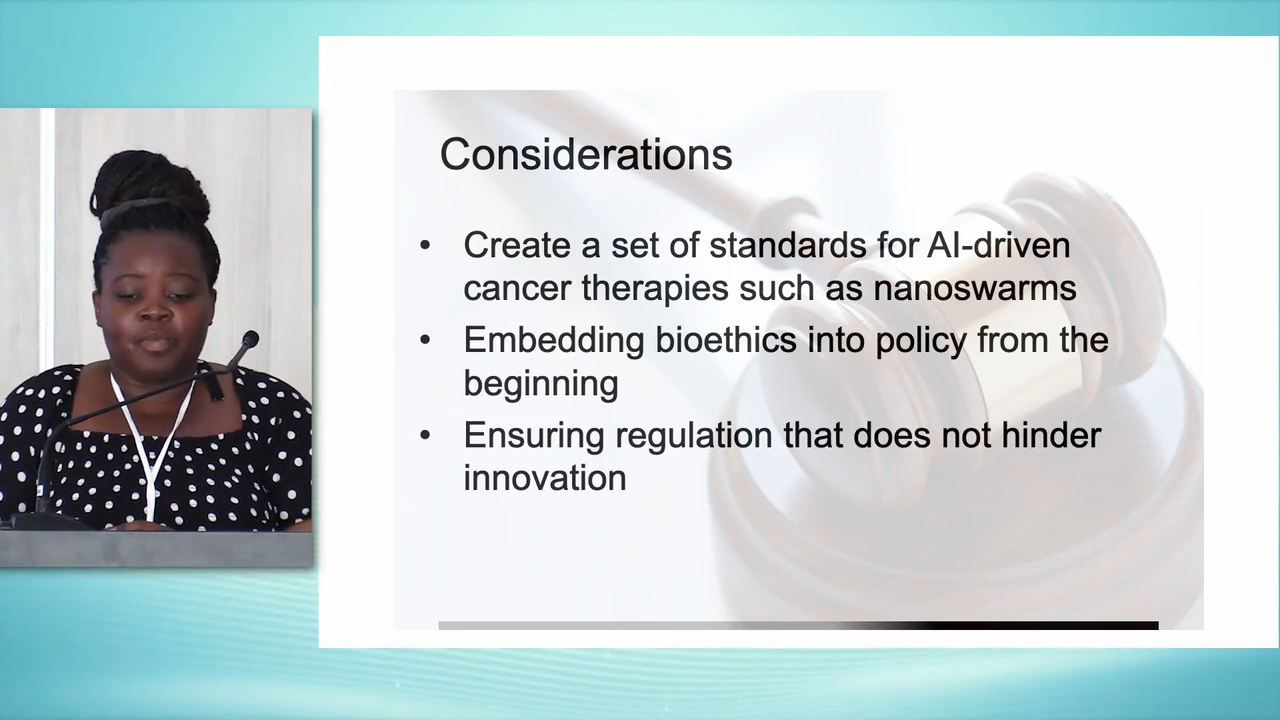 Considerations
• Create a set of standards for AI-driven
cancer therapies such as nanoswarms
• Embedding bioethics into policy from the
beginning
• Ensuring regulation that does not hinder
innovation